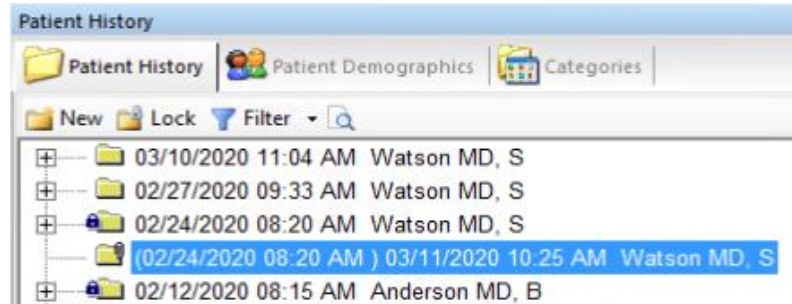 Patient History
Patient History Patient Demographics Categories
New Lock Filter
03/10/2020 11:04 AM Watson MD, S
02/27/2020 09:33 AM Watson MD, S
02/24/2020 08:20 AM Watson MD, S
(02/24/2020 08:20 AM ) 03/11/2020 10:25 AM Watson MD, S
02/12/2020 08:15 AM Anderson MD, B